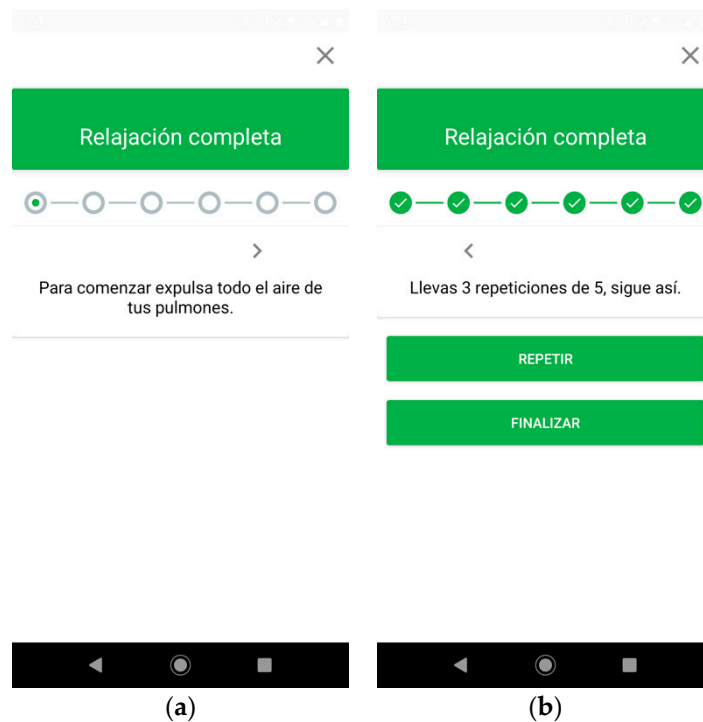 Relajación completa
Para comenzar expulsa todo el aire de
tus pulmones.
(a)
Relajación completa
Llevas 3 repeticiones de 5, sigue así.
REPETIR
FINALIZAR
(b)